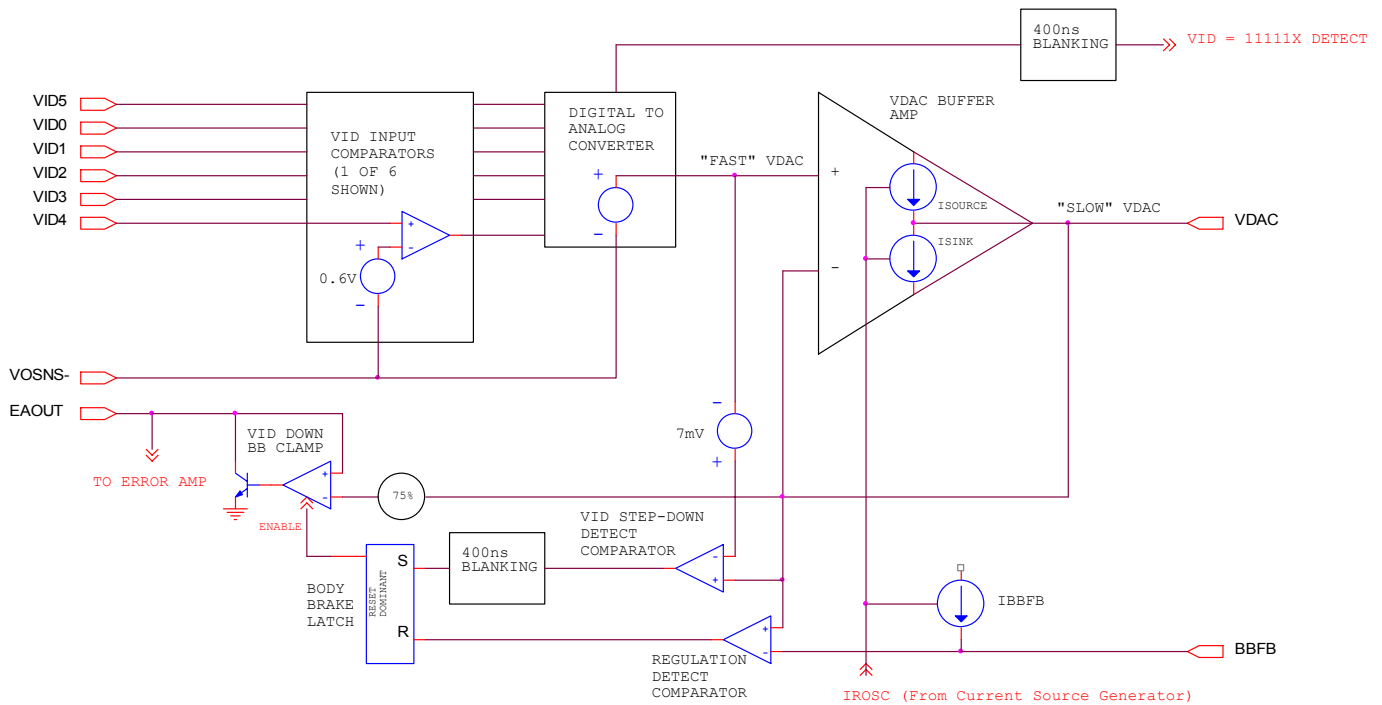 400ns
BLANKING
VID = 11111X DETECT
VID5
VID0
VID1
VID2
VID3
VID4
VID INPUT
COMPARATORS
(1 OF 6
SHOWN)
+
-
+
0.6V
-
DIGITAL TO
ANALOG
CONVERTER
+
-
"FAST" VDAC
VDAC BUFFER
AMP
+
-
ISOURCE
ISINK
"SLOW" VDAC
VDAC
VOSNS-
EAOUT
VID DOWN
BB CLAMP
+
-
TO ERROR AMP
ENABLE
75%
-
7mV
+
VID STEP-DOWN
DETECT
COMPARATOR
-
+
400ns
BLANKING
BODY
BRAKE
LATCH
RESET
DOMINANT
S
R
REGULATION
DETECT
COMPARATOR
+
-
IBBFB
BBFB
IROSC (From Current Source Generator)